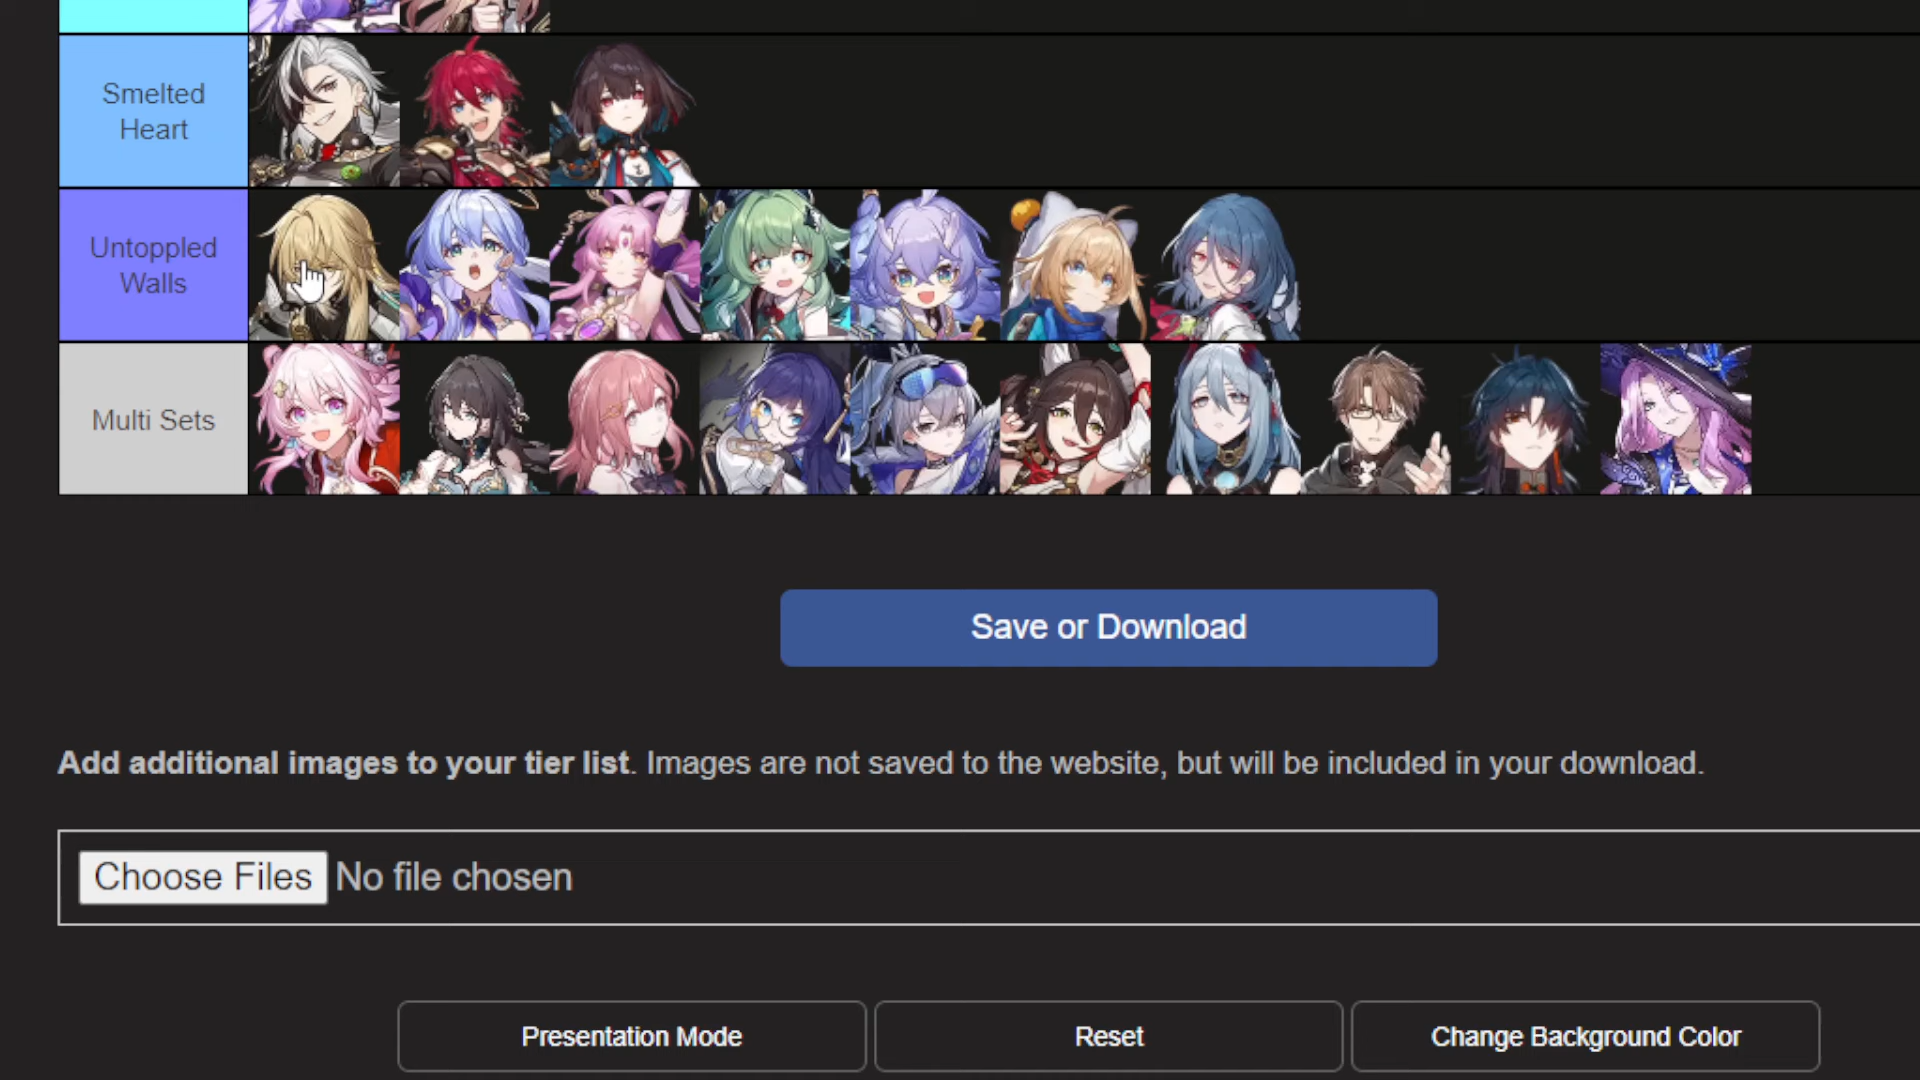 Smelted
Heart
Untoppled
Walls
Multi Sets
Save or Download
Add additional images to your tier list. Images are not saved to the website, but will be included in your download.
Choose Files No file chosen
Presentation Mode
Reset
Change Background Color